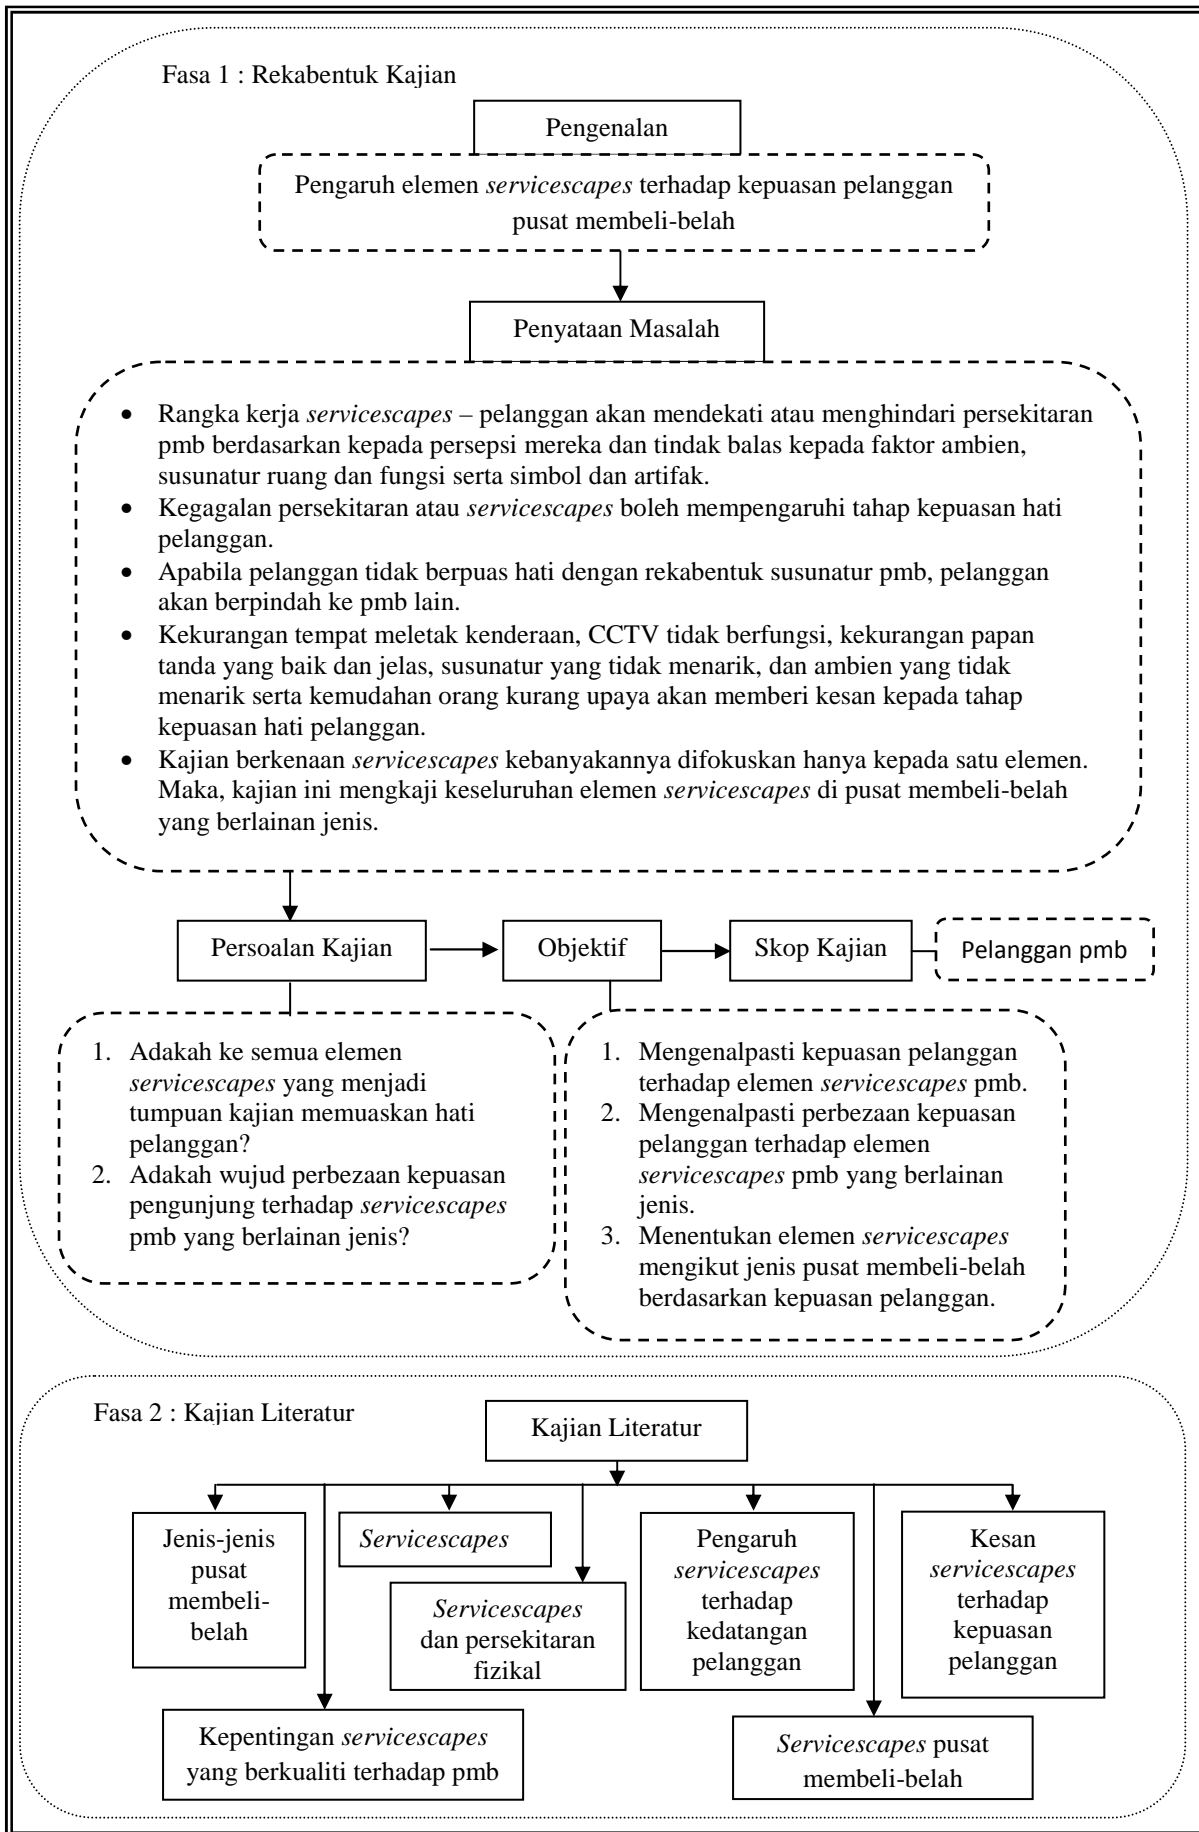 Fasa 1 : Rekabentuk Kajian
Pengenalan
Pengaruh elemen servicescapes terhadap kepuasan pelanggan
pusat membeli-belah
Penyataan Masalah
• Rangka kerja servicescapes – pelanggan akan mendekati atau menghindari persekitaran
pmb berdasarkan kepada persepsi mereka dan tindak balas kepada faktor ambien,
susunatur ruang dan fungsi serta simbol dan artifak.
• Kegagalan persekitaran atau servicescapes boleh mempengaruhi tahap kepuasan hati
pelanggan.
• Apabila pelanggan tidak berpuas hati dengan rekabentuk susunatur pmb, pelanggan
akan berpindah ke pmb lain.
• Kekurangan tempat meletak kenderaan, CCTV tidak berfungsi, kekurangan papan
tanda yang baik dan jelas, susunatur yang tidak menarik, dan ambien yang tidak
menarik serta kemudahan orang kurang upaya akan memberi kesan kepada tahap
kepuasan hati pelanggan.
• Kajian berkenaan servicescapes kebanyakannya difokuskan hanya kepada satu elemen.
Maka, kajian ini mengkaji keseluruhan elemen servicescapes di pusat membeli-belah
yang berlainan jenis.
Persoalan Kajian
Objektif
Skop Kajian
Pelanggan pmb
1. Adakah ke semua elemen
servicescapes yang menjadi
tumpuan kajian memuaskan hati
pelanggan?
2. Adakah wujud perbezaan kepuasan
pengunjung terhadap servicescapes
pmb yang berlainan jenis?
1. Mengenalpasti kepuasan pelanggan
terhadap elemen servicescapes pmb.
2. Mengenalpasti perbezaan kepuasan
pelanggan terhadap elemen
servicescapes pmb yang berlainan
jenis.
3. Menentukan elemen servicescapes
mengikut jenis pusat membeli-belah
berdasarkan kepuasan pelanggan.
Fasa 2 : Kajian Literatur
Kajian Literatur
Jenis-jenis
pusat
membeli-
belah
Kepentingan servicescapes
yang berkualiti terhadap pmb
Servicescapes
Servicescapes
dan persekitaran
fizikal
Pengaruh
servicescapes
terhadap
kedatangan
pelanggan
Servicescapes pusat
membeli-belah
Kesan
servicescapes
terhadap
kepuasan
pelanggan